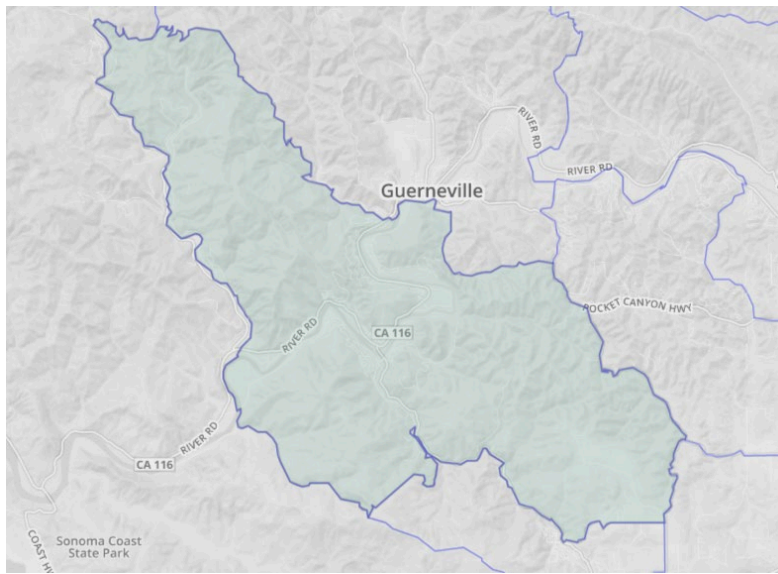 RIVER RD
RIVER RD
Guerneville
POCKET CANYON HWY
RIVER RD
CA 116
RIVER RD
CA 116
Sonoma Coast
State Park
COAST HW